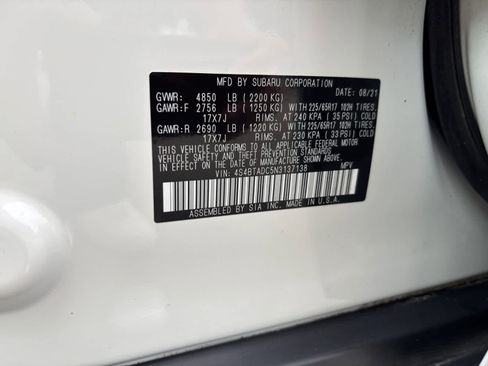 MFD BY SUBARU CORPORATION DATE: 08/21
GVWR: 4850 LB (2200 KG)
GAWR:F 2756 LB (1250 KG) WITH 225/65R17 102H TIRES,
17X7J RIMS, AT 240 KPA (35 PSI) COLD
GAWR:R 2690 LB (1220 KG) WITH 225/65R17 102H TIRES,
17X7J RIMS, AT 230 KPA (33 PSI) COLD
THIS VEHICLE CONFORMS TO ALL APPLICABLE FEDERAL MOTOR
VEHICLE SAFETY STANDARDS IN EFFECT ON THE DATE OF
MANUFACTURE SHOWN ABOVE.
VIN: 4S4BTADC5N3137138 MPV
ASSEMBLED BY SIA INC. MADE IN U.S.A.